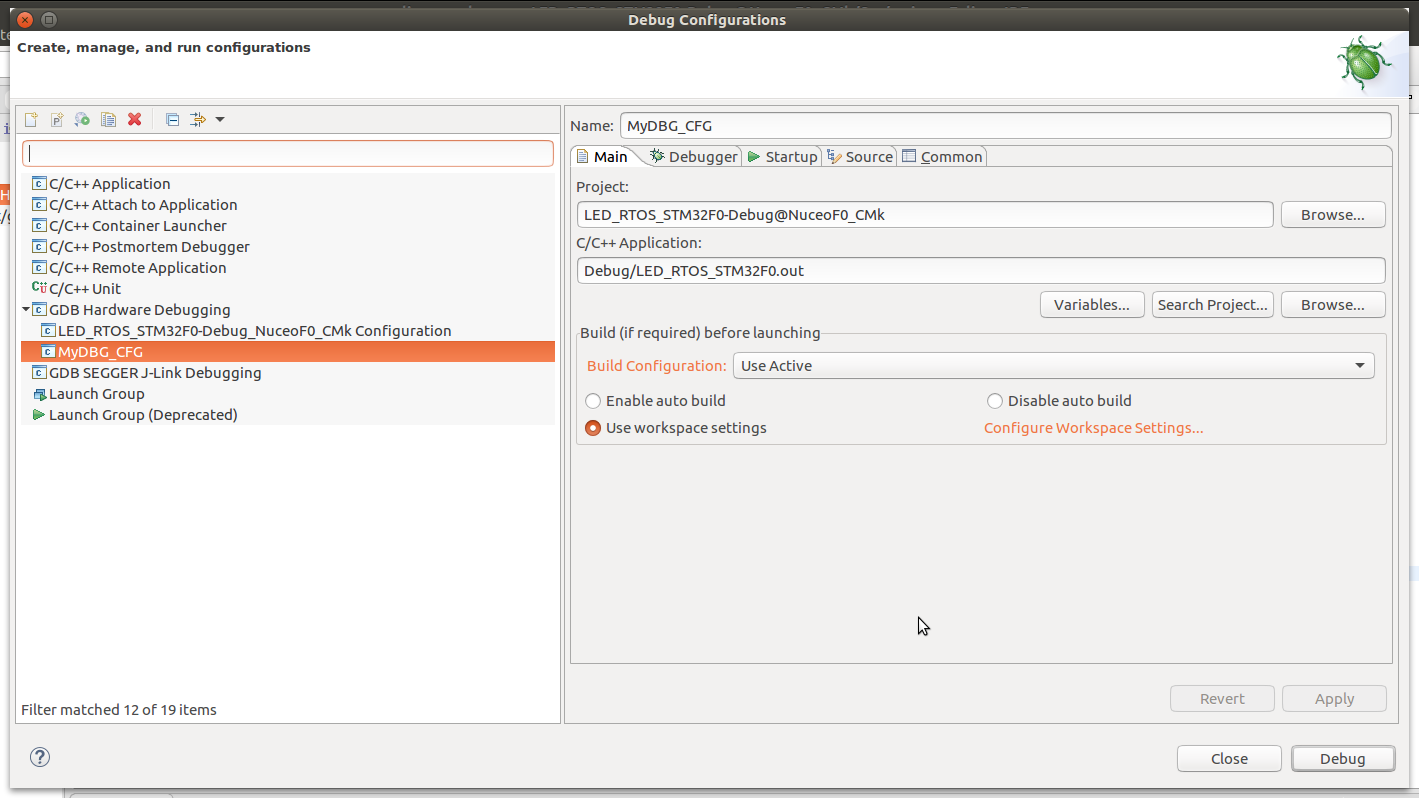 Debug Configurations
Create, manage, and run configurations
Name: MyDBG_CFG
Main Debugger Startup Source Common
C/C++ Application
C/C++ Attach to Application
C/C++ Container Launcher
C/C++ Postmortem Debugger
C/C++ Remote Application
C/C++ Unit
GDB Hardware Debugging
LED_RTOS_STM32F0-Debug_NuceoF0_CMk Configuration
MyDBG_CFG
GDB SEGGER J-Link Debugging
Launch Group
Launch Group (Deprecated)
Filter matched 12 of 19 items
Project:
LED_RTOS_STM32F0-Debug@NuceoF0_CMk
Browse...
C/C++ Application:
Debug/LED_RTOS_STM32F0.out
Variables... Search Project... Browse...
Build (if required) before launching
Build Configuration: Use Active
Enable auto build Disable auto build
Use workspace settings Configure Workspace Settings...
Revert Apply
?
Close Debug